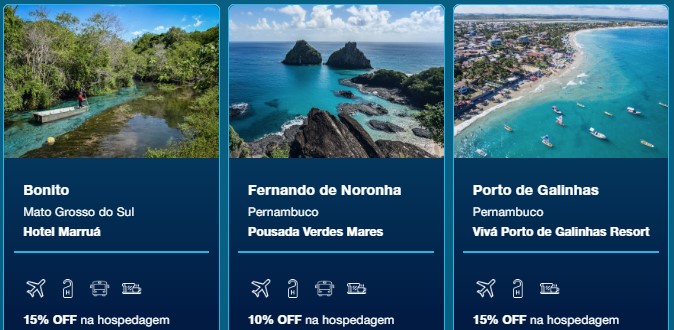 Bonito
Mato Grosso do Sul
Hotel Marruá
15% OFF na hospedagem
Fernando de Noronha
Pernambuco
Pousada Verdes Mares
10% OFF na hospedagem
Porto de Galinhas
Pernambuco
Vivá Porto de Galinhas Resort
15% OFF na hospedagem